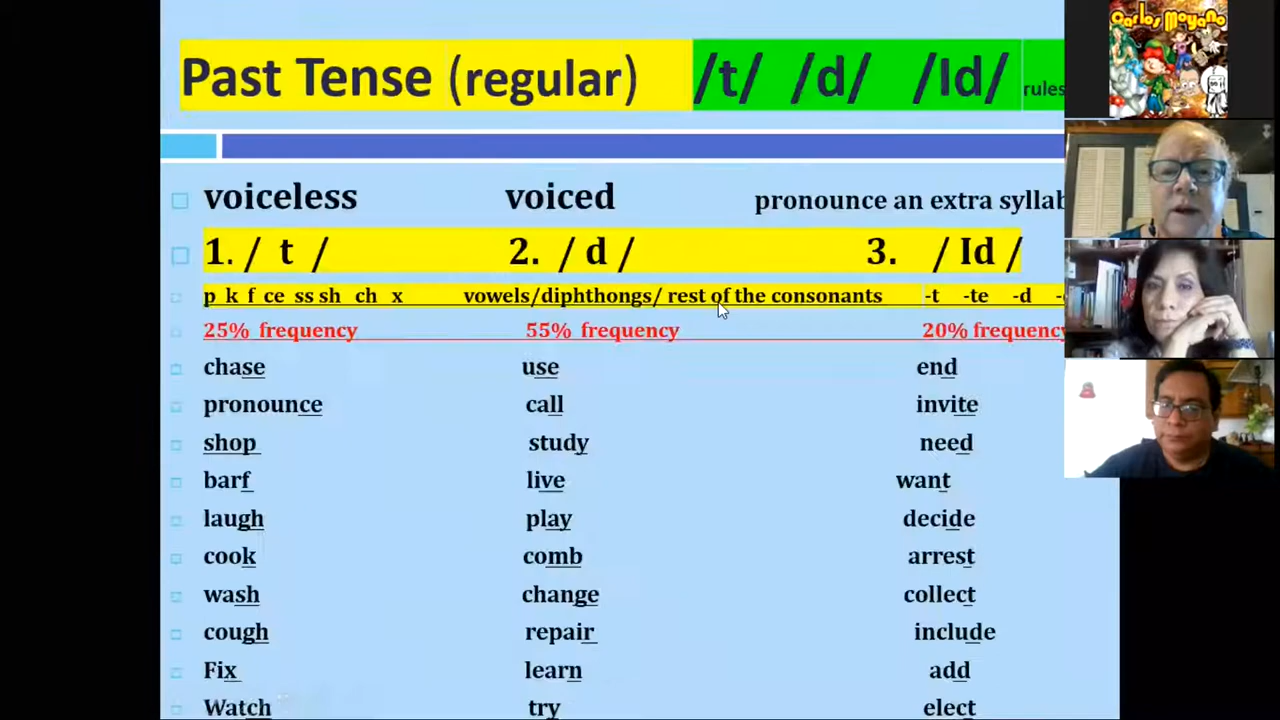 Past Tense (regular) /t/ /d/ /Id/ rules
Carlos Moyano
voiceless voiced pronounce an extra syllab
1. / t / 2. / d / 3. / Id /
p k f ce ss sh ch x vowels/diphthongs/ rest of the consonants -t -te -d
25% frequency 55% frequency 20% frequency
chase use end
pronounce call invite
shop study need
barf live want
laugh play decide
cook comb arrest
wash change collect
cough repair include
Fix learn add
Watch try elect